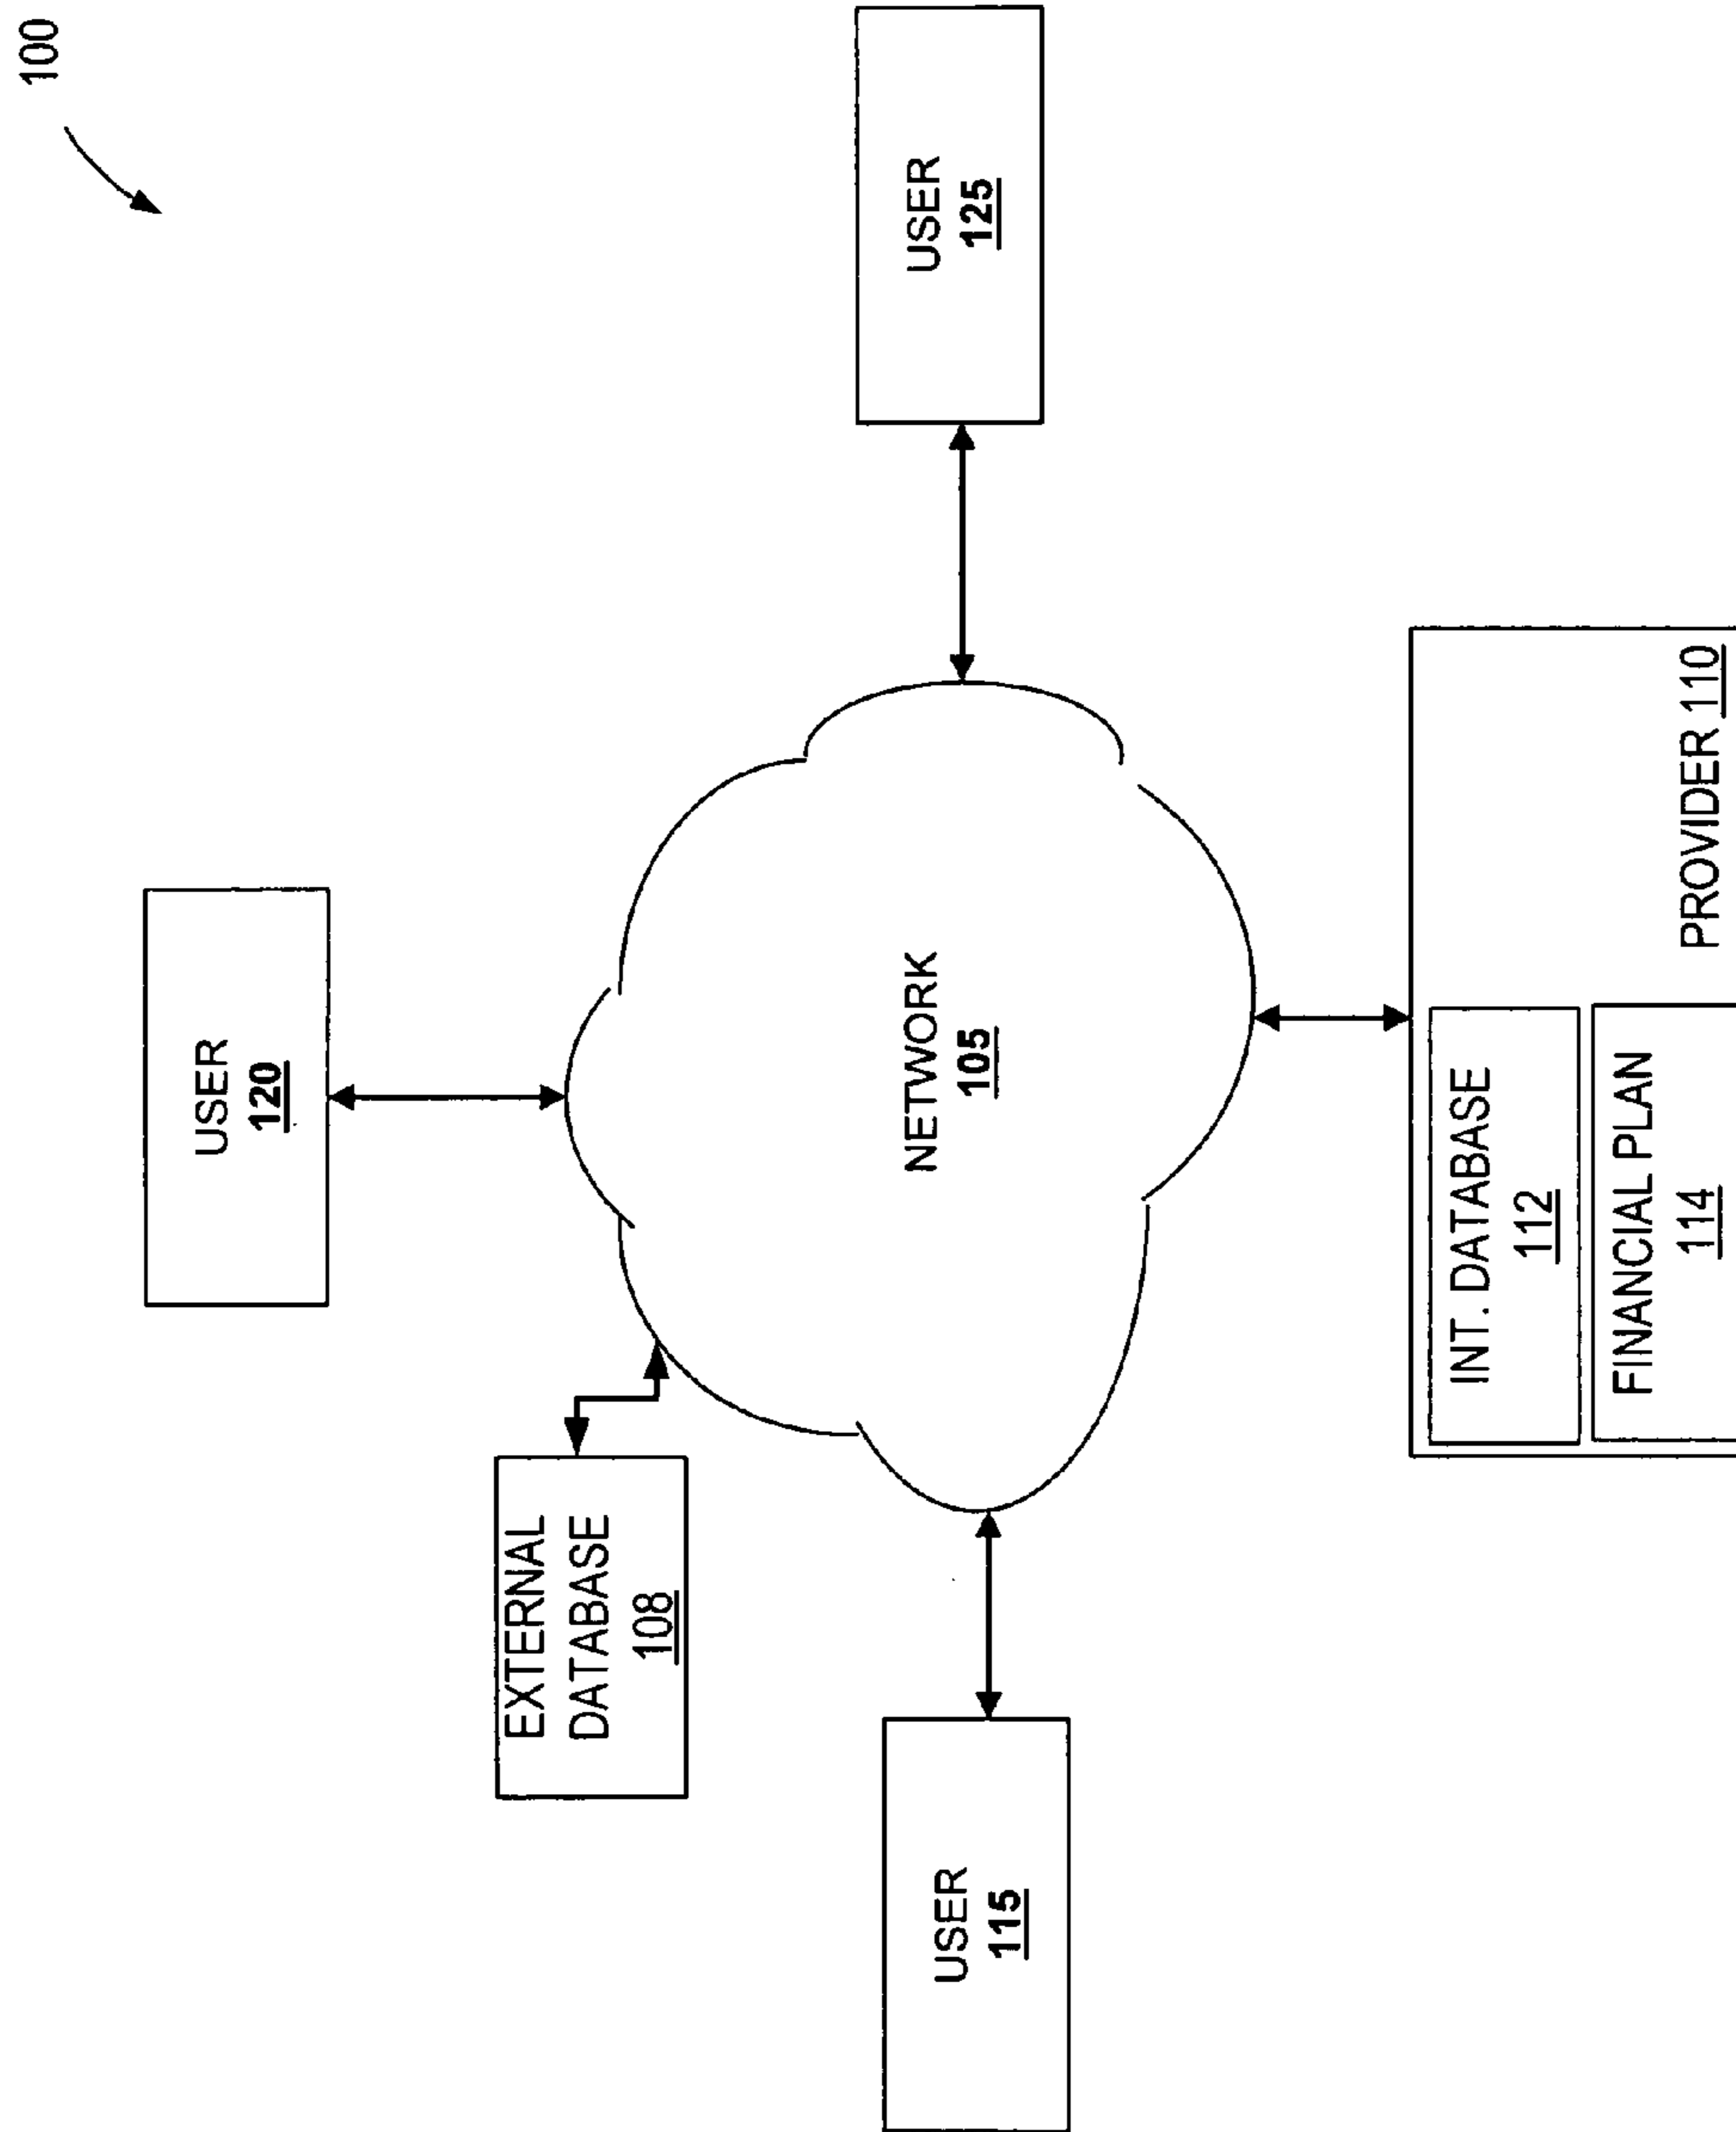 100
USER
120
EXTERNAL
DATABASE
108
USER
115
NETWORK
105
USER
125
INT. DATABASE
112
FINANCIAL PLAN
114
PROVIDER 110